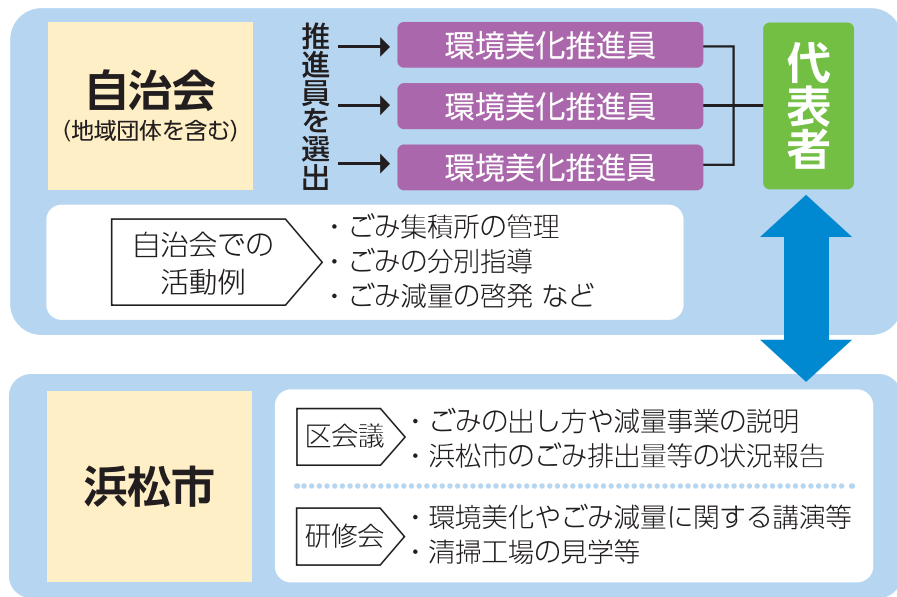 自治会
(地域団体を含む)
推進員を選出
環境美化推進員
環境美化推進員
環境美化推進員
代表者
自治会での
活動例
・ごみ集積所の管理
・ごみの分別指導
・ごみ減量の啓発 など
浜松市
区会議
・ごみの出し方や減量事業の説明
・浜松市のごみ排出量等の状況報告
研修会
・環境美化やごみ減量に関する講演等
・清掃工場の見学等